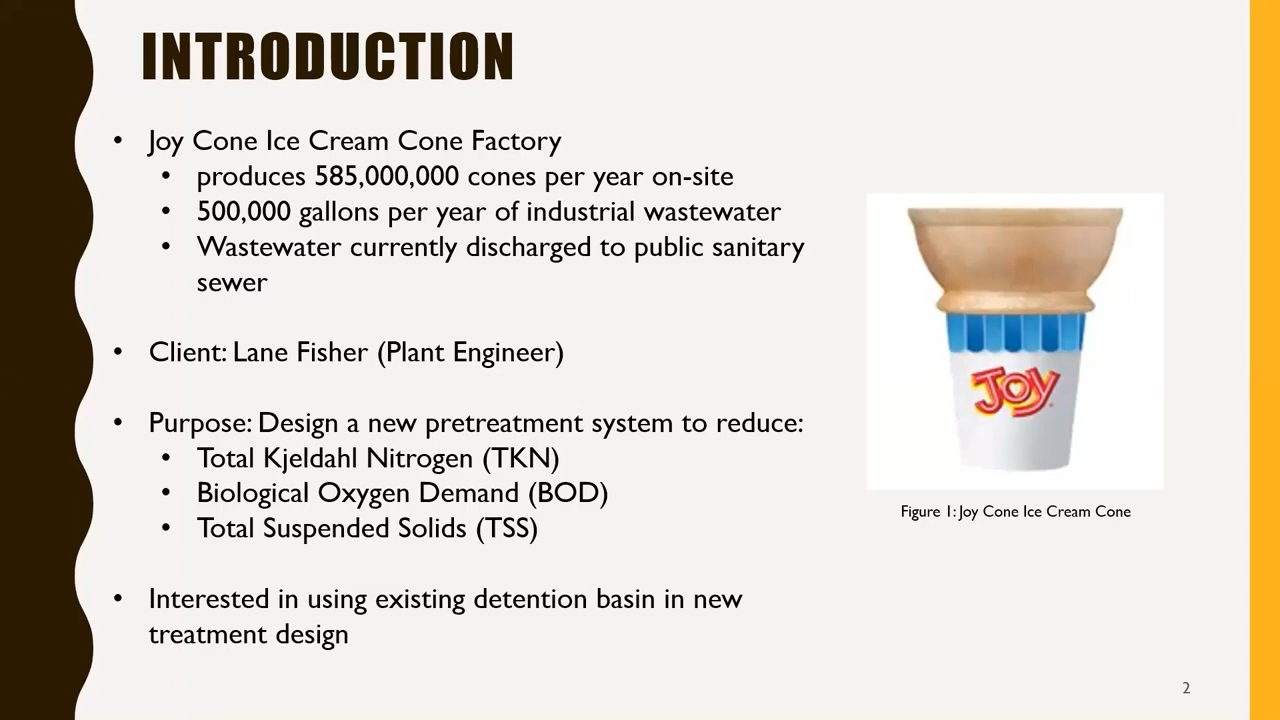 INTRODUCTION
• Joy Cone Ice Cream Cone Factory
• produces 585,000,000 cones per year on-site
• 500,000 gallons per year of industrial wastewater
• Wastewater currently discharged to public sanitary
sewer
• Client: Lane Fisher (Plant Engineer)
• Purpose: Design a new pretreatment system to reduce:
• Total Kjeldahl Nitrogen (TKN)
• Biological Oxygen Demand (BOD)
• Total Suspended Solids (TSS)
• Interested in using existing detention basin in new
treatment design
Joy
Figure 1: Joy Cone Ice Cream Cone
2